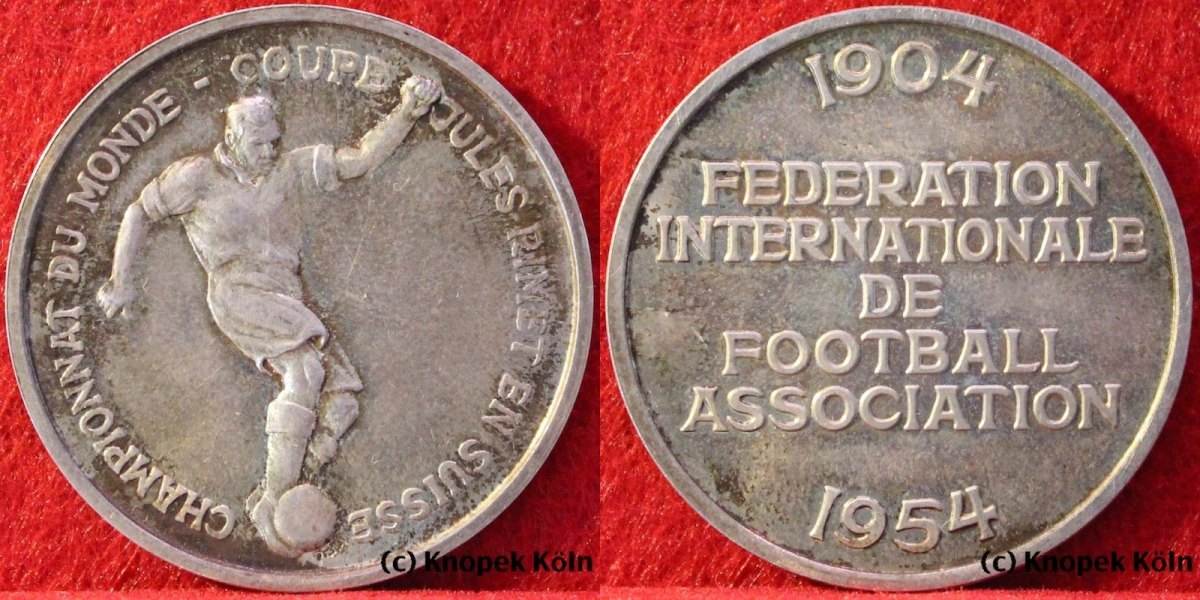 CHAMPIONNAT DU MONDE - COUPE JULES RIMET EN SUISSE
1904
FEDERATION
INTERNATIONALE
DE
FOOTBALL
ASSOCIATION
1954
(c) Knopek Köln
(c) Knopek Köln